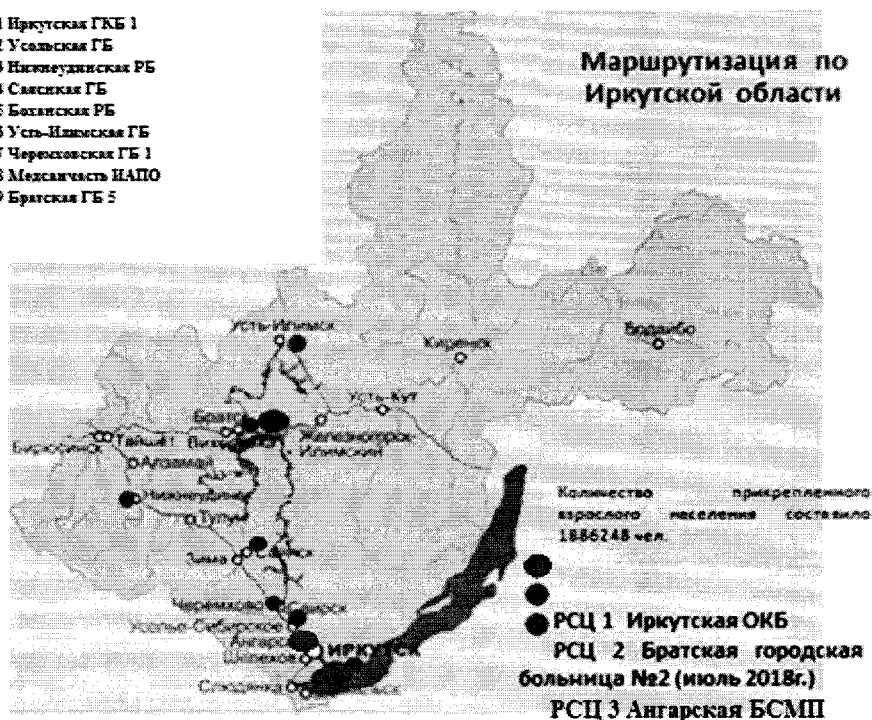 1 Иркутская ГКБ 1
2 Усольская ГБ
3 Нижнеудинская РБ
4 Саянская ГБ
5 Боханская РБ
6 Усть-Илимская ГБ
7 Черемховская ГБ 1
8 Медсанчасть ИАПО
9 Братская ГБ 5
Маршрутизация по
Иркутской области
Усть-Илимск
Киренск
Бодайбо
Усть-Кут
Железногорск-
Илимский
Бирюсинск
Тайшет
Алзамай
Тулун
Зима
Черемхово
Усолье-Сибирское
Шелехов
ИРКУТСК
Слюдянка
Количество прикрепленного
взрослого населения составило
1886248 чел.
РСЦ 1 Иркутская ОКБ
РСЦ 2 Братская городская
больница №2 (июль 2018г.)
РСЦ 3 Ангарская БСМП